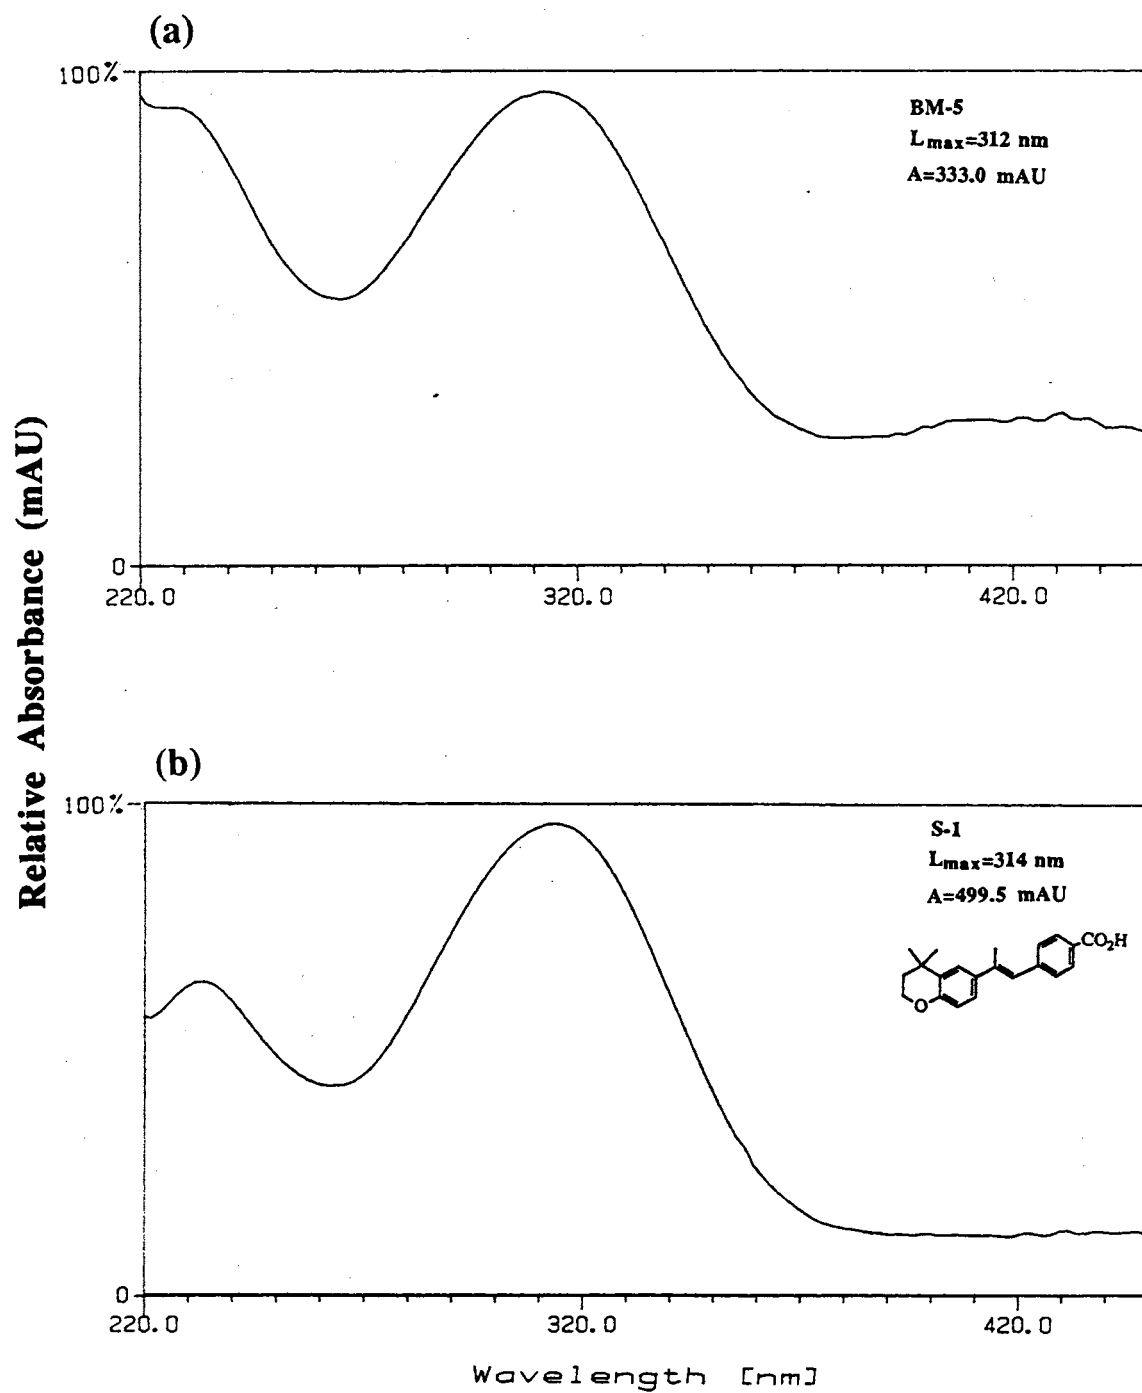 (a)
100%
BM-5
Lmax=312 nm
A=333.0 mAU
Relative Absorbance (mAU)
0
220.0 320.0 420.0
(b)
100%
S-1
Lmax=314 nm
A=499.5 mAU
CO2H
O
0
220.0 320.0 420.0
Wavelength [nm]